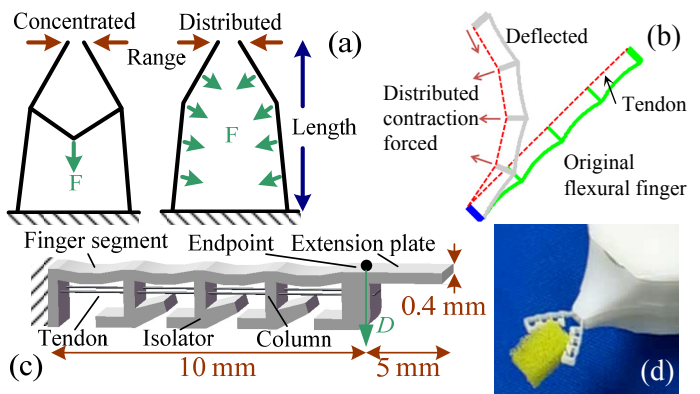 Concentrated
Distributed
(a)
Range
F
F
Length
Deflected
(b)
Distributed
contraction
forced
Tendon
Original
flexural finger
Finger segment
Endpoint
Extension plate
0.4 mm
Tendon
Isolator
Column
D
10 mm
5 mm
(c)
(d)